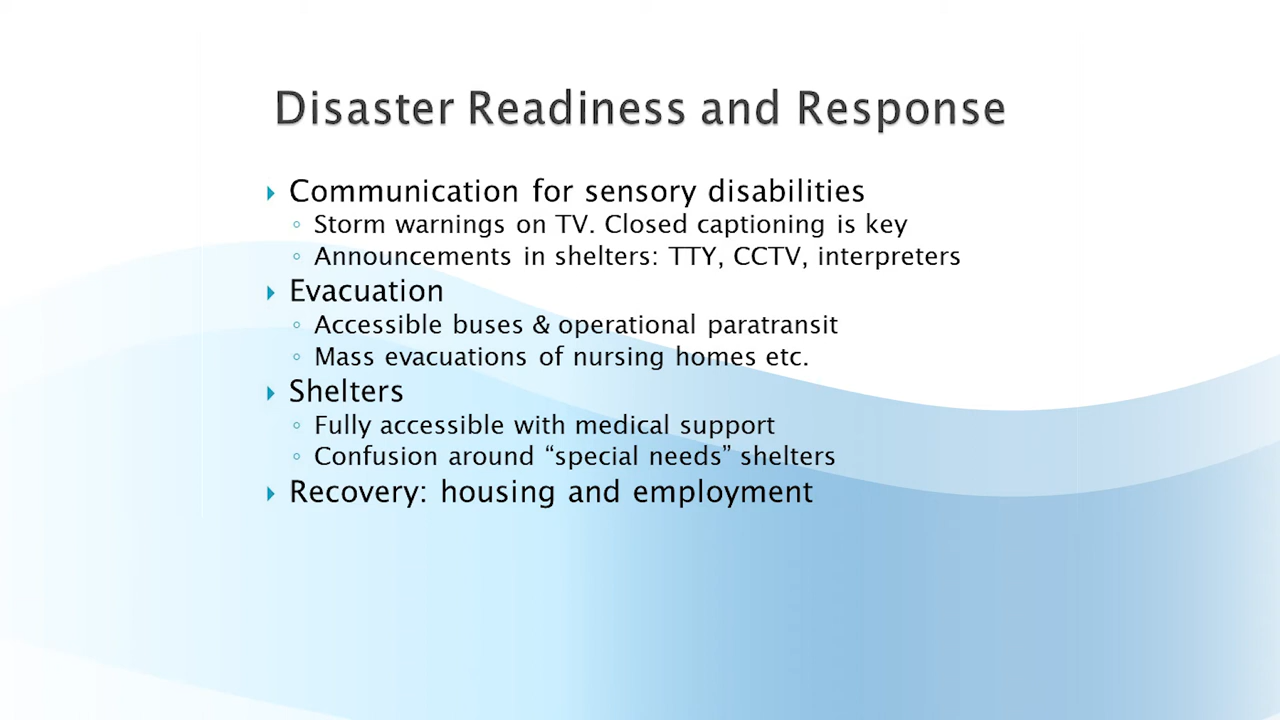 Disaster Readiness and Response
Communication for sensory disabilities
Storm warnings on TV. Closed captioning is key
Announcements in shelters: TTY, CCTV, interpreters
Evacuation
Accessible buses & operational paratransit
Mass evacuations of nursing homes etc.
Shelters
Fully accessible with medical support
Confusion around “special needs” shelters
Recovery: housing and employment